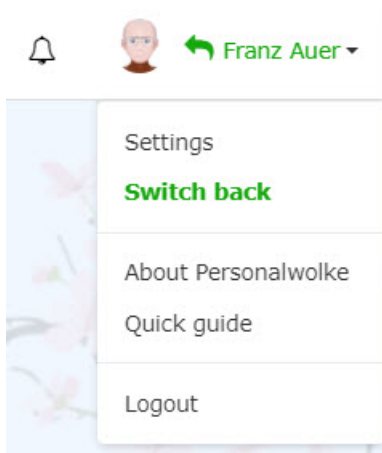 Franz Auer
Settings
Switch back
About Personalwolke
Quick guide
Logout